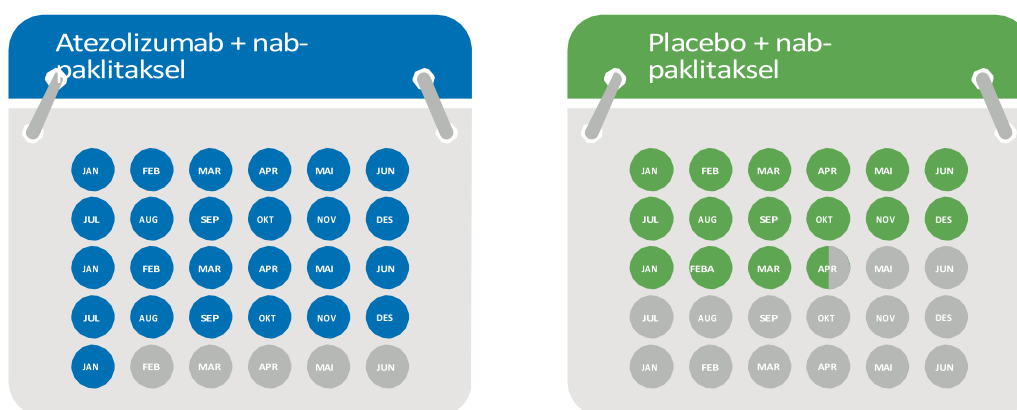 Atezolizumab + nab-
paklitaksel
JAN FEB MAR APR MAI JUN
JUL AUG SEP OKT NOV DES
JAN FEB MAR APR MAI JUN
JUL AUG SEP OKT NOV DES
JAN FEB MAR APR MAI JUN
Placebo + nab-
paklitaksel
JAN FEB MAR APR MAI JUN
JUL AUG SEP OKT NOV DES
JAN FEBA MAR APR MAI JUN
JUL AUG SEP OKT NOV DES
JAN FEB MAR APR MAI JUN